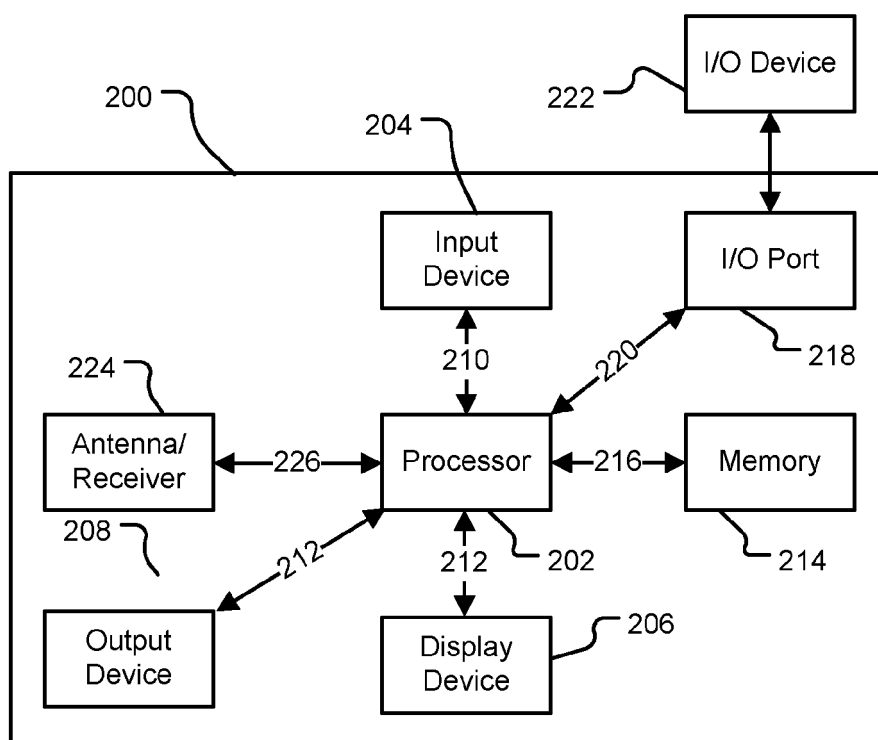 I/O Device
222
200
204
Input
Device
I/O Port
210
220
218
224
Antenna/
Receiver
226
Processor
216
Memory
208
212
212
202
214
Output
Device
Display
Device
206